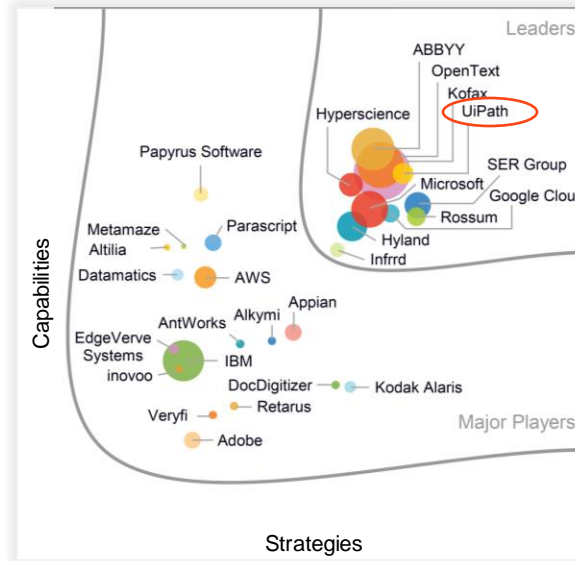 Leaders
ABBYY
OpenText
Kofax
UiPath
Hyperscience
Papyrus Software
SER Group
Microsoft
Google Clou
Rossum
Metamaze
Parascript
Altilia
Hyland
Infrrd
Datamatics
AWS
Capabilities
Appian
Alkymi
AntWorks
EdgeVerve
Systems
IBM
inovoo
DocDigitizer
Kodak Alaris
Retarus
Veryfi
Major Players
Adobe
Strategies